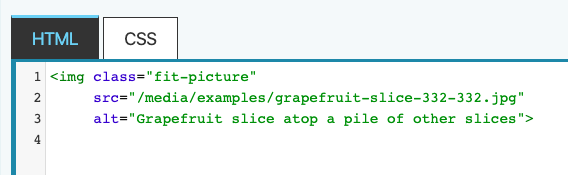 HTML CSS
1 <img class="fit-picture"
2 src="/media/examples/grapefruit-slice-332-332.jpg"
3 alt="Grapefruit slice atop a pile of other slices">
4